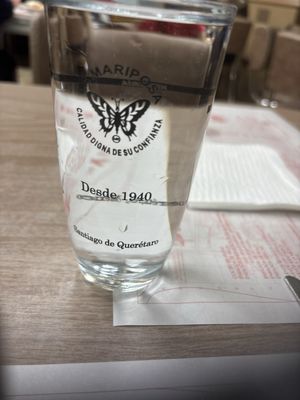 MARIPOSA
CALIDAD DIGNA DE SU CONFIANZA
Desde 1940
Santiago de Querétaro